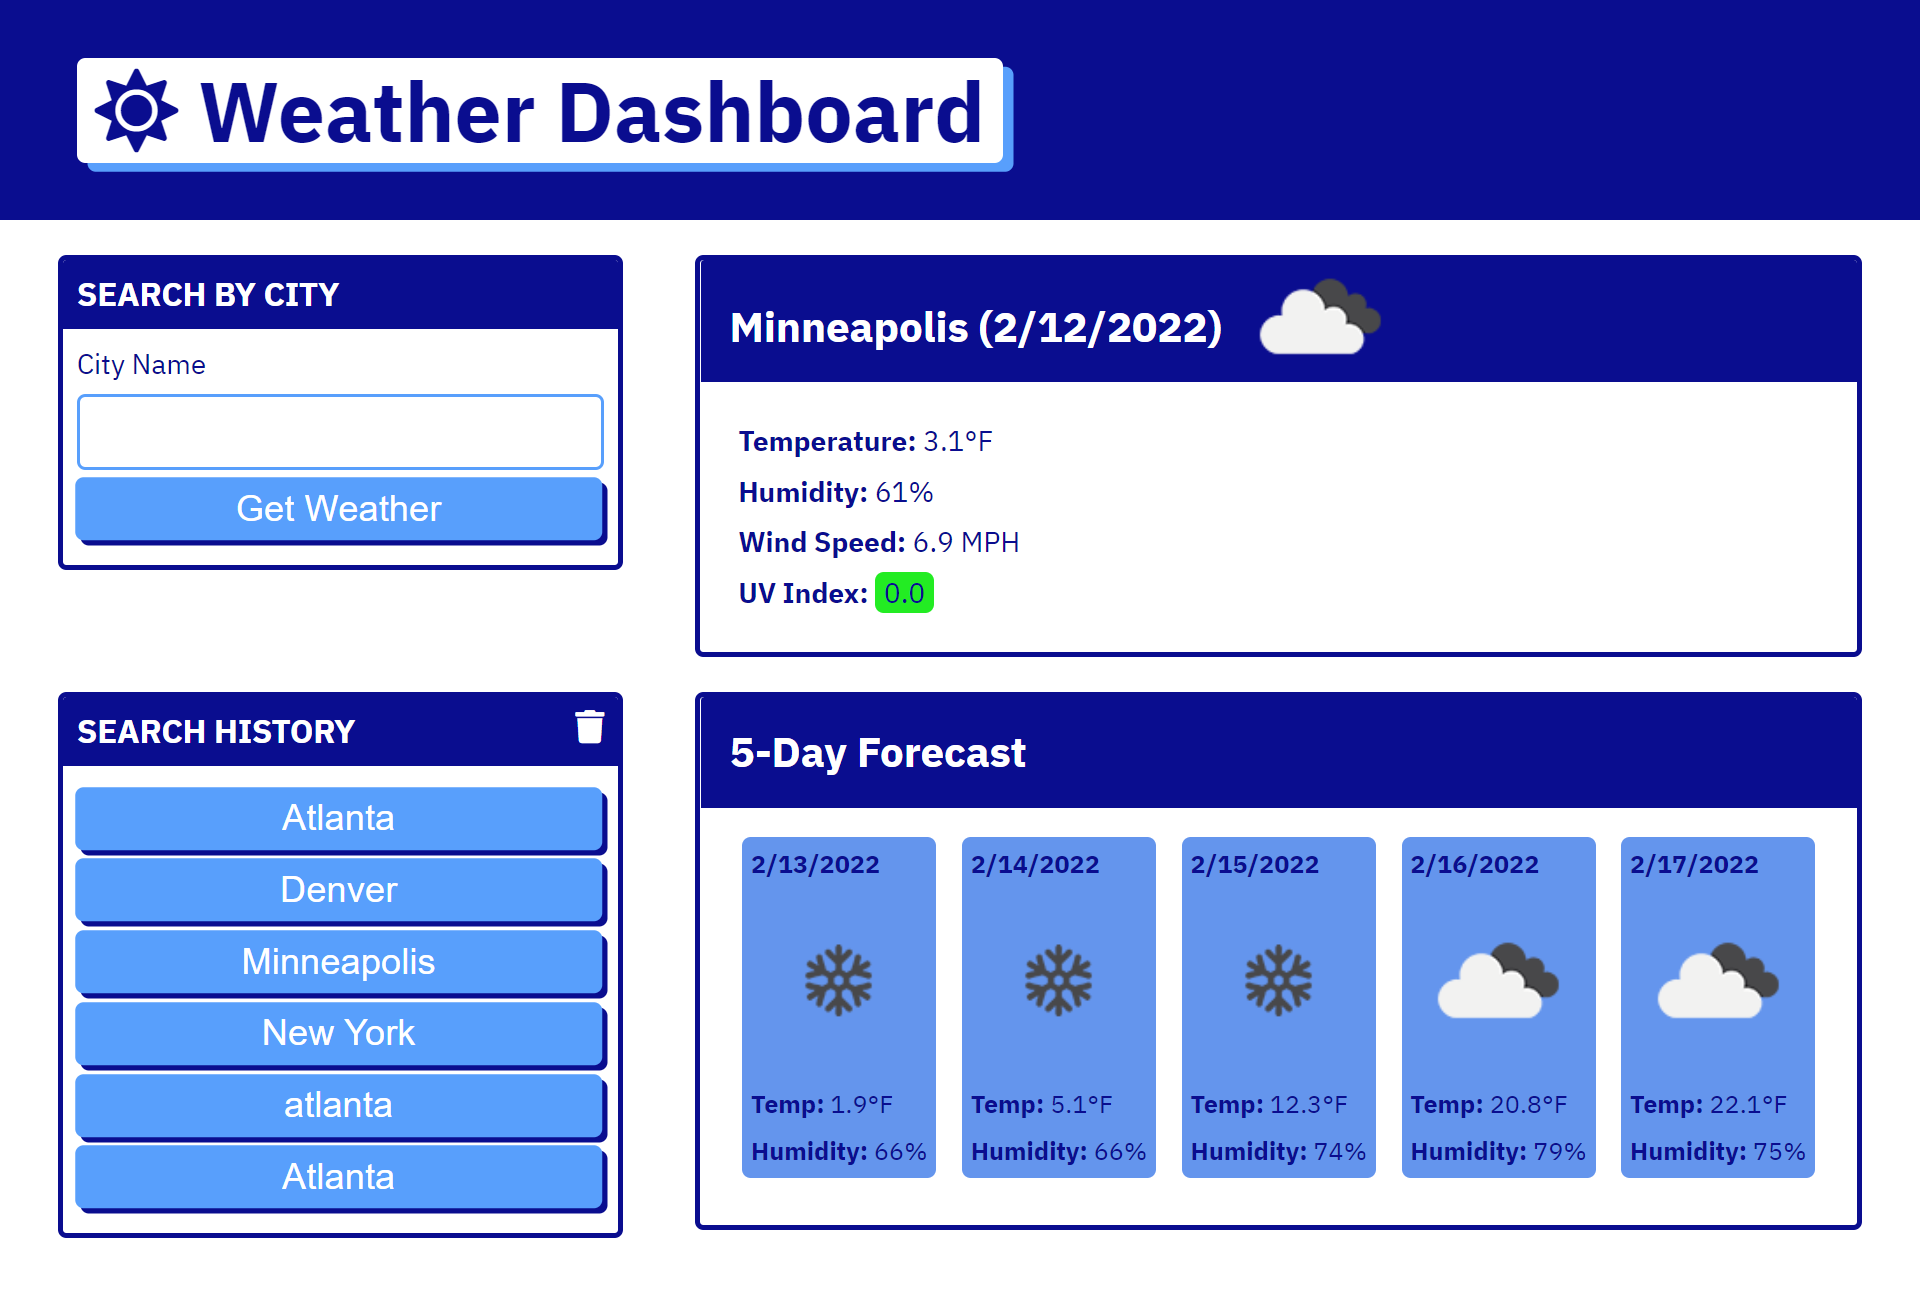 Weather Dashboard
SEARCH BY CITY
City Name
Get Weather
SEARCH HISTORY
Atlanta
Denver
Minneapolis
New York
atlanta
Atlanta
Minneapolis (2/12/2022)
Temperature: 3.1°F
Humidity: 61%
Wind Speed: 6.9 MPH
UV Index: 0.0
5-Day Forecast
2/13/2022
Temp: 1.9°F
Humidity: 66%
2/14/2022
Temp: 5.1°F
Humidity: 66%
2/15/2022
Temp: 12.3°F
Humidity: 74%
2/16/2022
Temp: 20.8°F
Humidity: 79%
2/17/2022
Temp: 22.1°F
Humidity: 75%